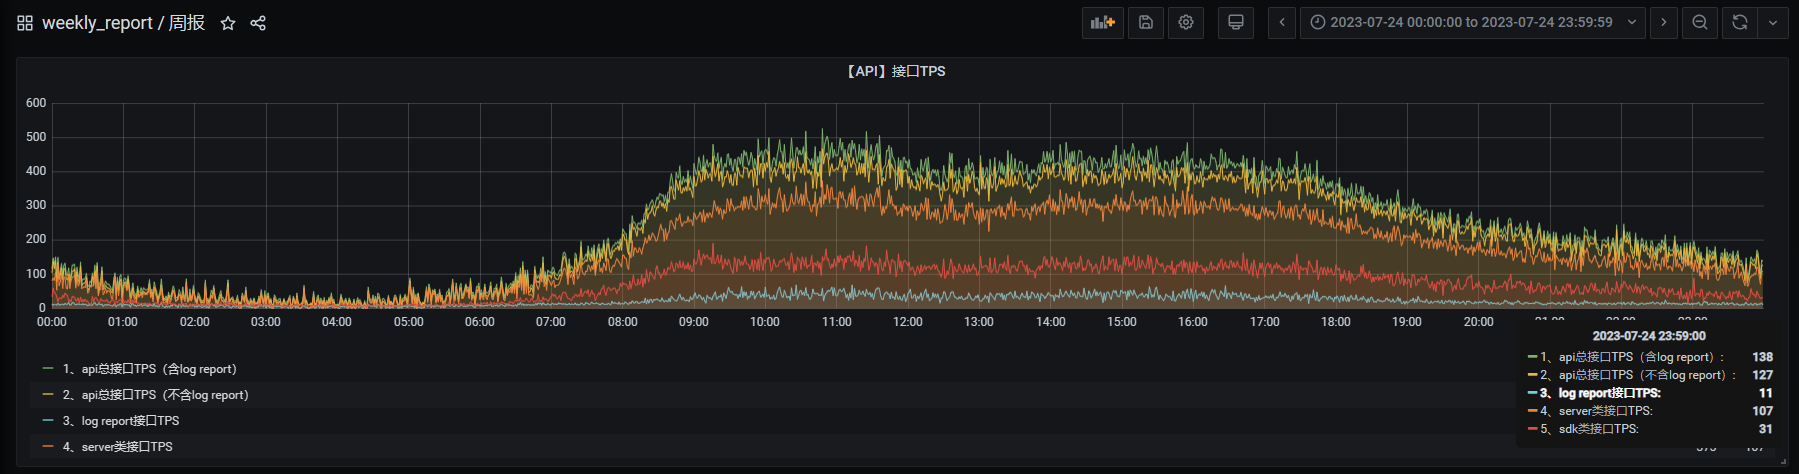 weekly_report / 周报
2023-07-24 00:00:00 to 2023-07-24 23:59:59
【API】接口TPS
600
500
400
300
200
100
0
00:00 01:00 02:00 03:00 04:00 05:00 06:00 07:00 08:00 09:00 10:00 11:00 12:00 13:00 14:00 15:00 16:00 17:00 18:00 19:00 20:00 21:00 22:00 23:00
2023-07-24 23:59:00
1、api总接口TPS（含log report）: 138
2、api总接口TPS（不含log report）: 127
3、log report接口TPS: 11
4、server类接口TPS: 107
5、sdk类接口TPS: 31
1、api总接口TPS（含log report）
2、api总接口TPS（不含log report）
3、log report接口TPS
4、server类接口TPS